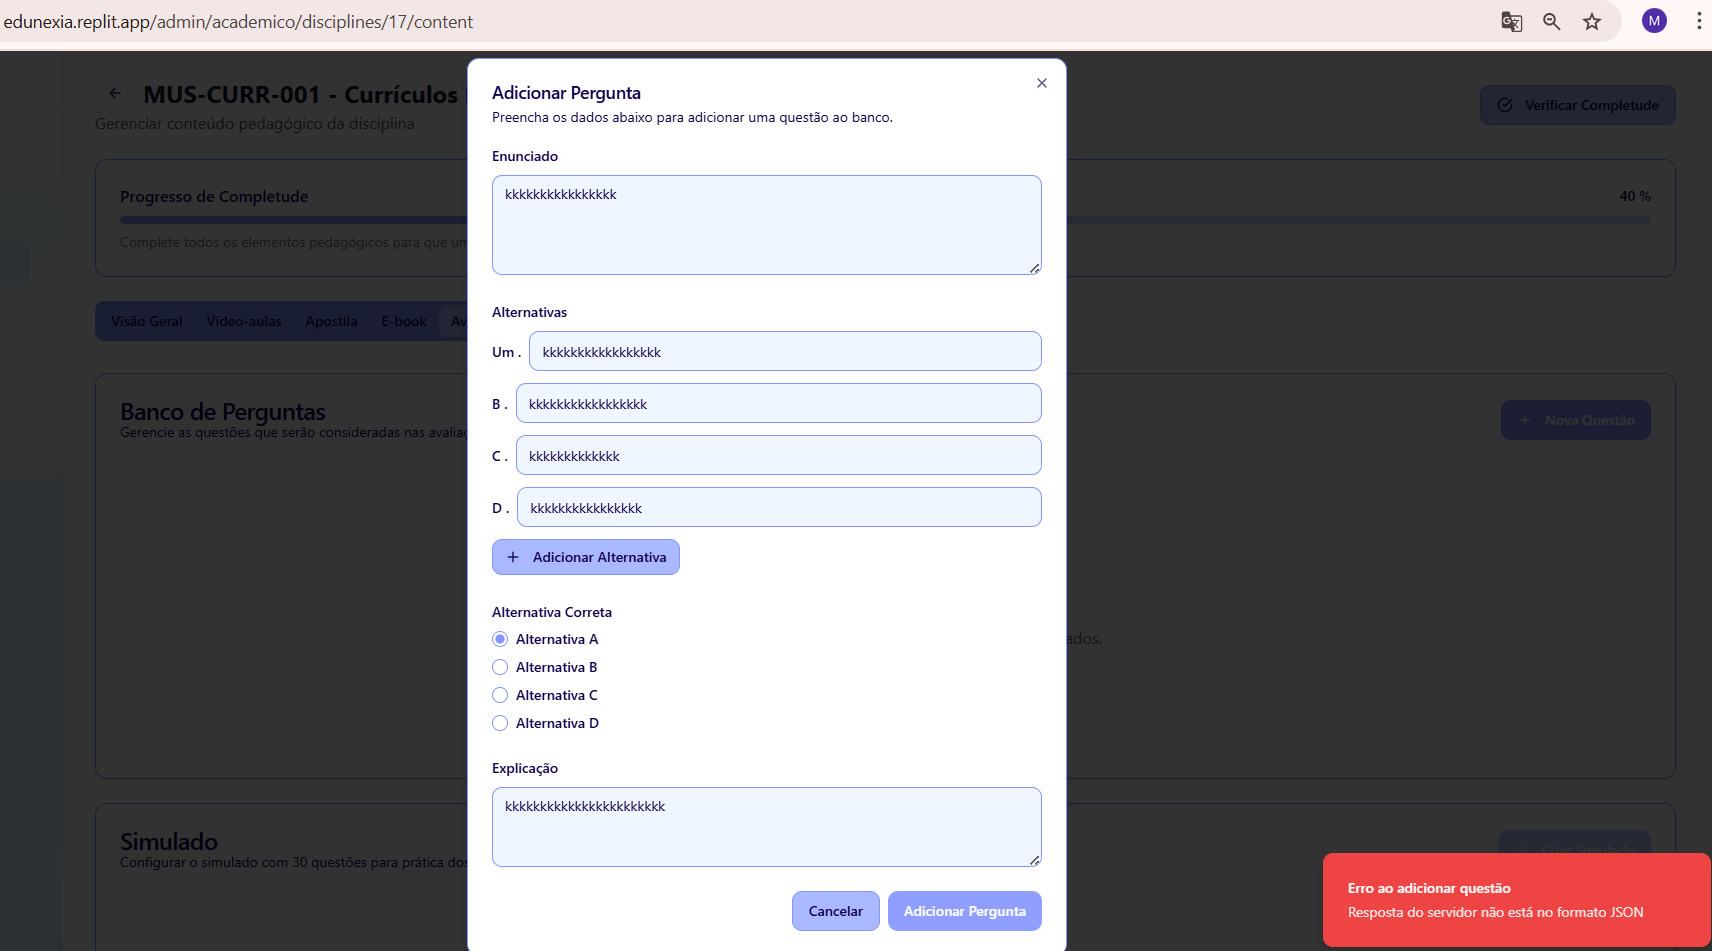 edunexia.replit.app/admin/academico/disciplines/17/content
M
MUS-CURR-001 - Currículos
Gerenciar conteúdo pedagógico da disciplina
Verificar Completude
Progresso de Completude
40 %
Complete todos os elementos pedagógicos para que um
Visão Geral
Vídeo-aulas
Apostila
E-book
Av
Banco de Perguntas
Gerencie as questões que serão consideradas nas avalia
Nova Questão
ados.
Simulado
Configurar o simulado com 30 questões para prática dos
Criar Simulado
Adicionar Pergunta
Preencha os dados abaixo para adicionar uma questão ao banco.
Enunciado
kkkkkkkkkkkkkkkk
Alternativas
Um .
kkkkkkkkkkkkkkkkk
B .
kkkkkkkkkkkkkkkkk
C .
kkkkkkkkkkkkk
D .
kkkkkkkkkkkkkkkk
Adicionar Alternativa
Alternativa Correta
Alternativa A
Alternativa B
Alternativa C
Alternativa D
Explicação
kkkkkkkkkkkkkkkkkkkkkkk
Cancelar
Adicionar Pergunta
Erro ao adicionar questão
Resposta do servidor não está no formato JSON